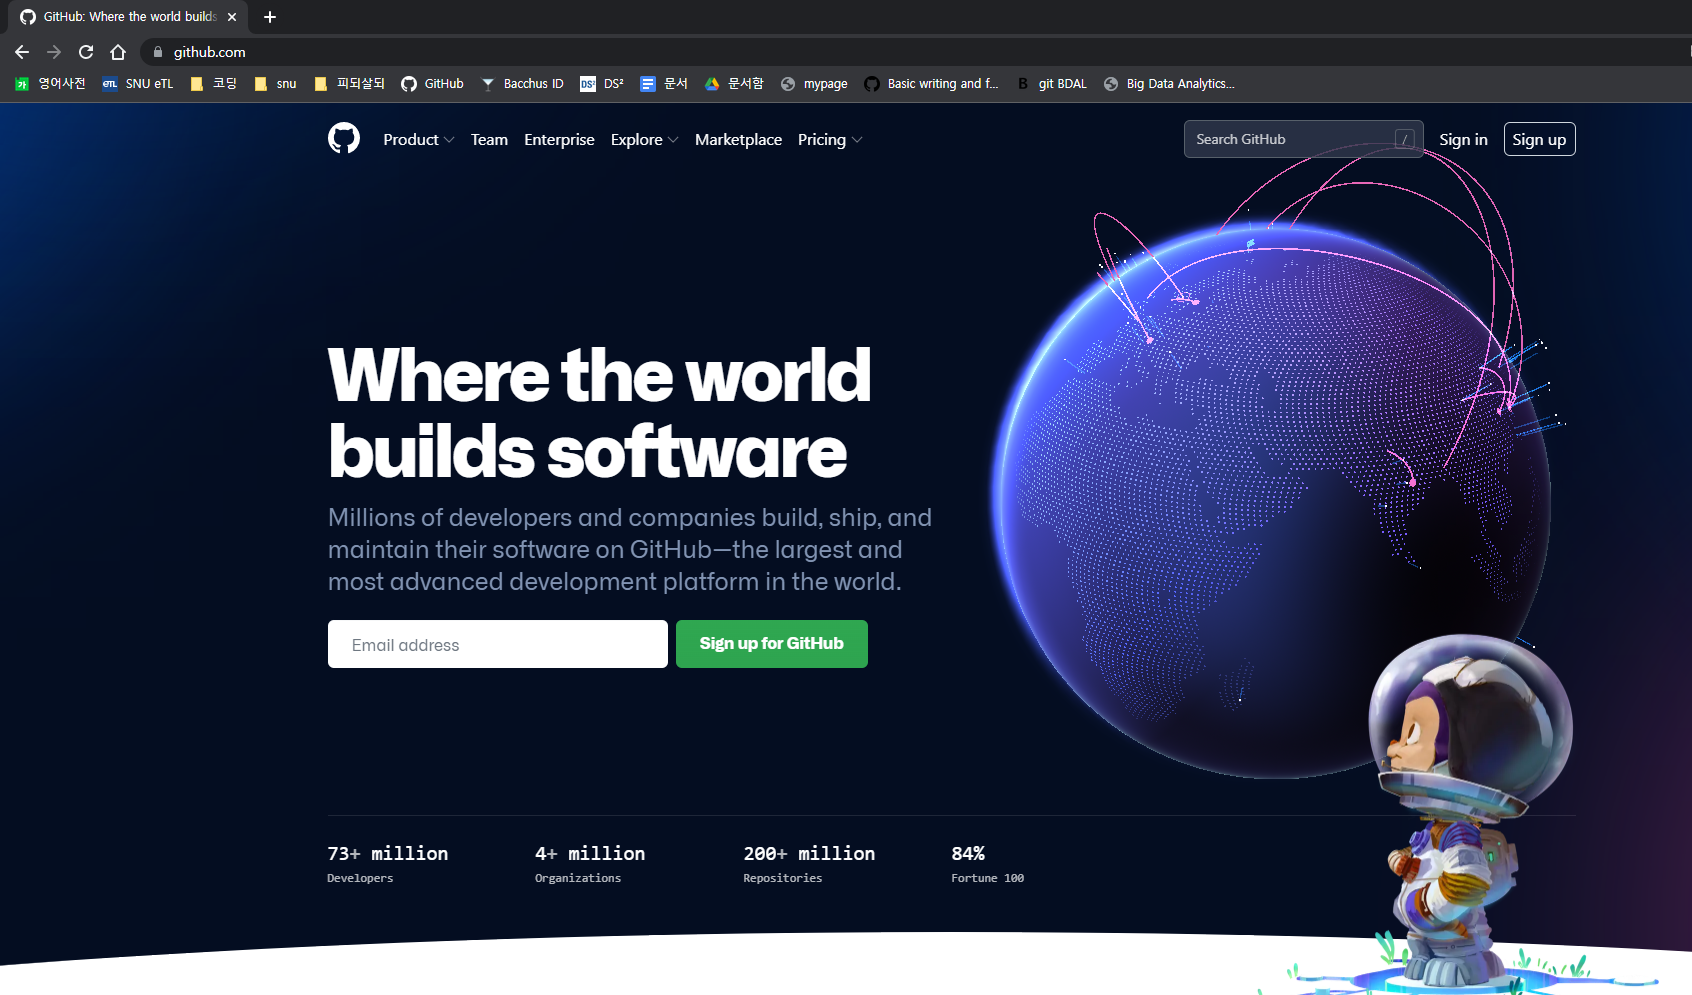 GitHub: Where the world builds
github.com
영어사전 SNU eTL 코딩 snu 피되살되 GitHub Bacchus ID DS² 문서 문서함 mypage Basic writing and f... git BDAL Big Data Analytics...
Product Team Enterprise Explore Marketplace Pricing Search GitHub / Sign in Sign up
Where the world
builds software
Millions of developers and companies build, ship, and
maintain their software on GitHub—the largest and
most advanced development platform in the world.
Email address Sign up for GitHub
73+ million 4+ million 200+ million 84%
Developers Organizations Repositories Fortune 100